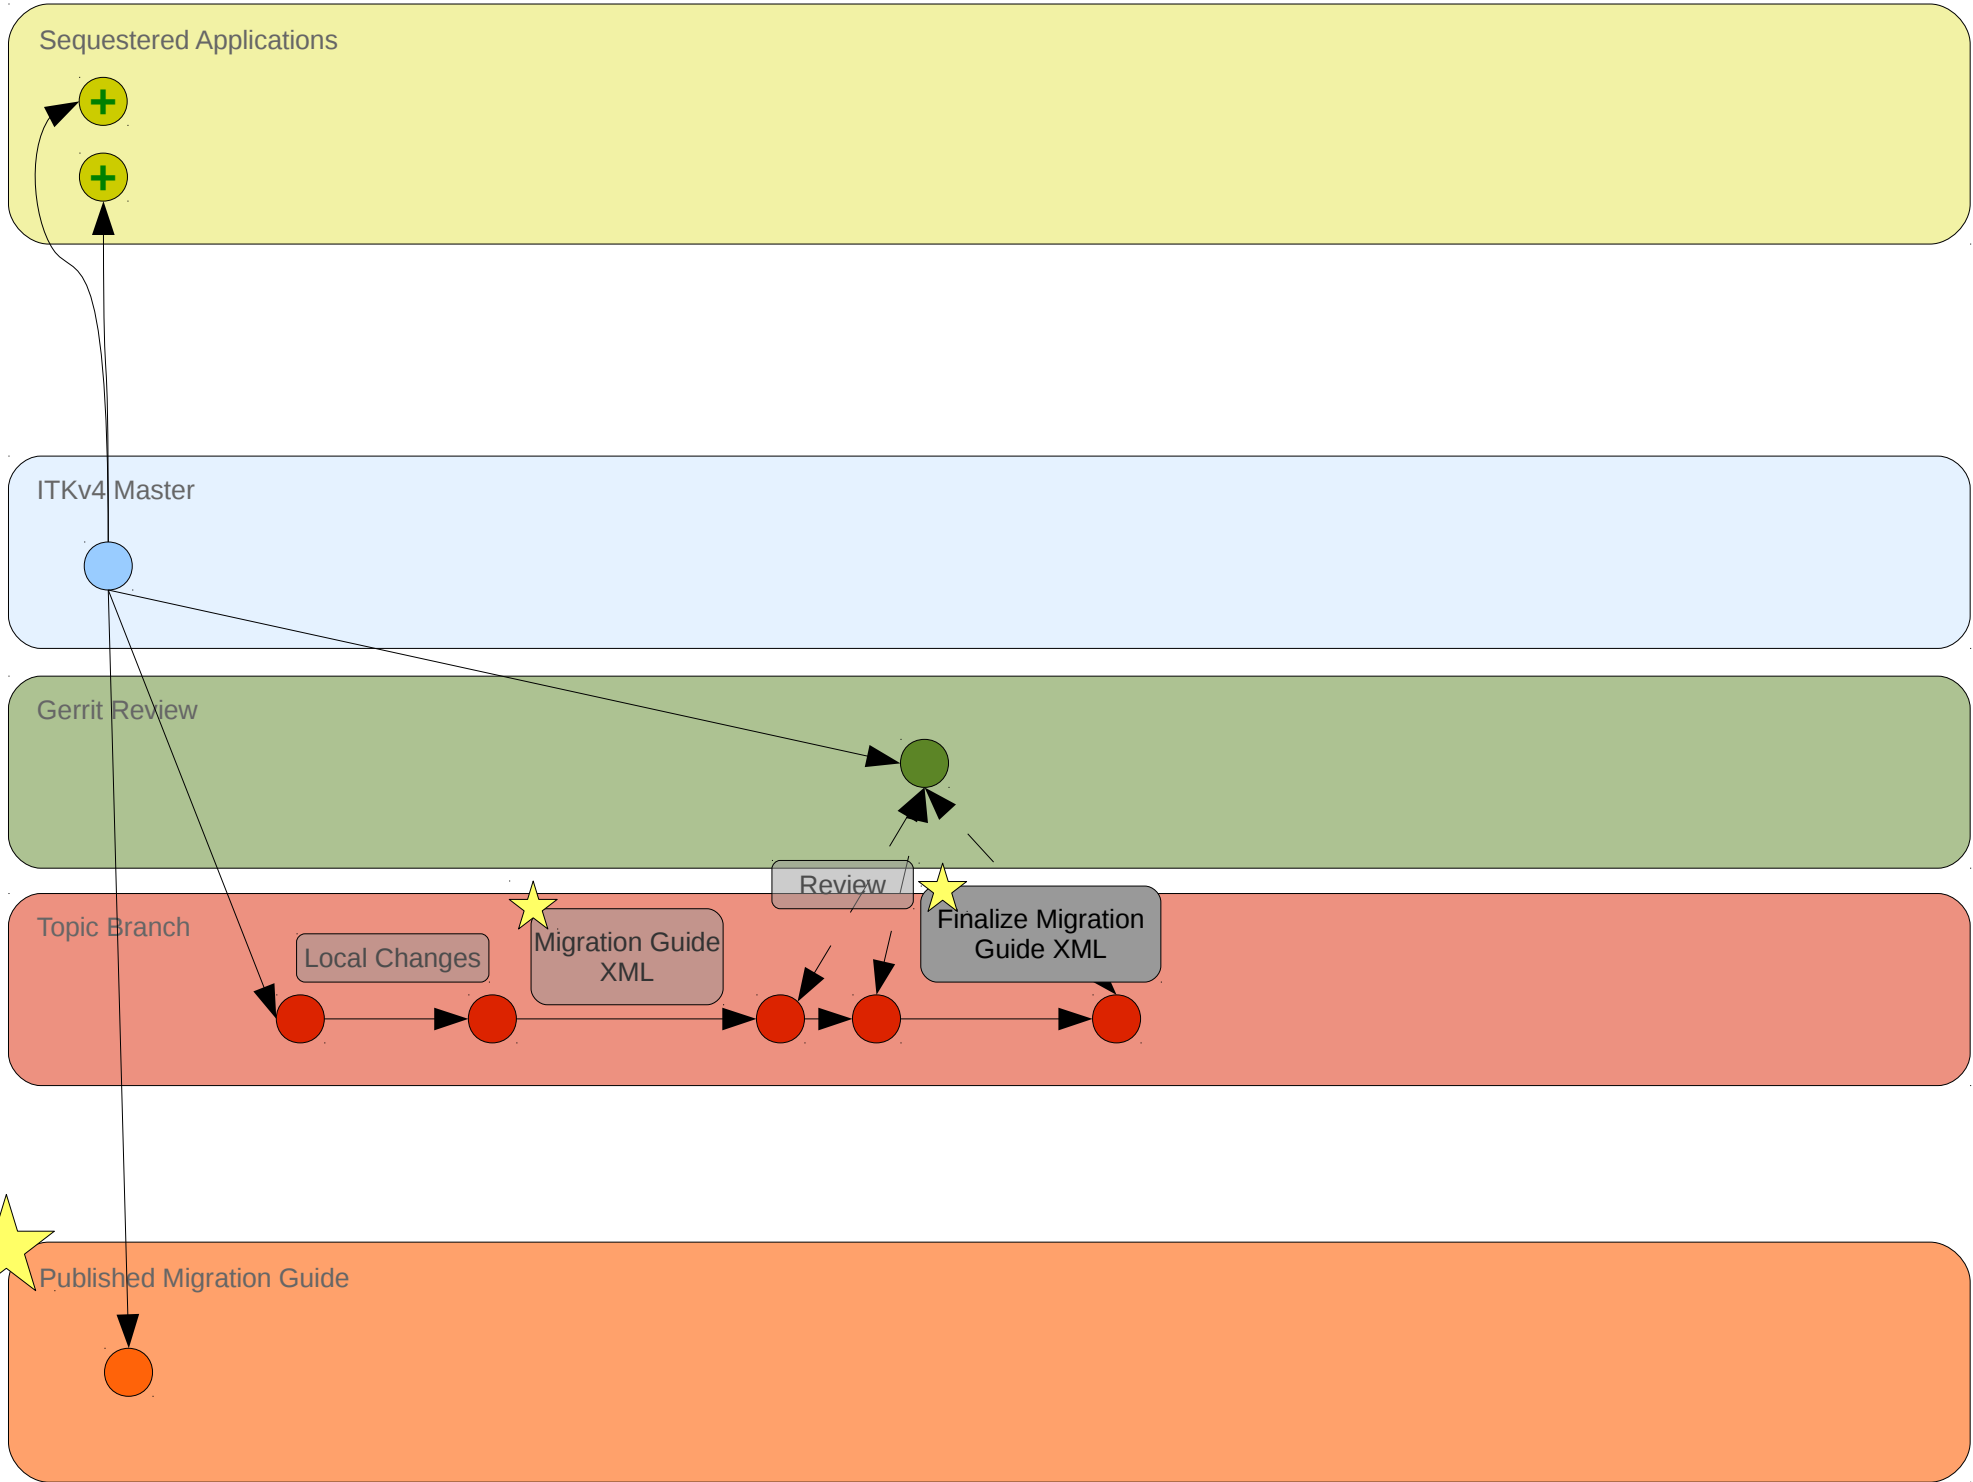 Sequestered Applications
ITKv4 Master
Gerrit Review
Review
Topic Branch
Local Changes
Migration Guide
XML
Finalize Migration
Guide XML
Published Migration Guide